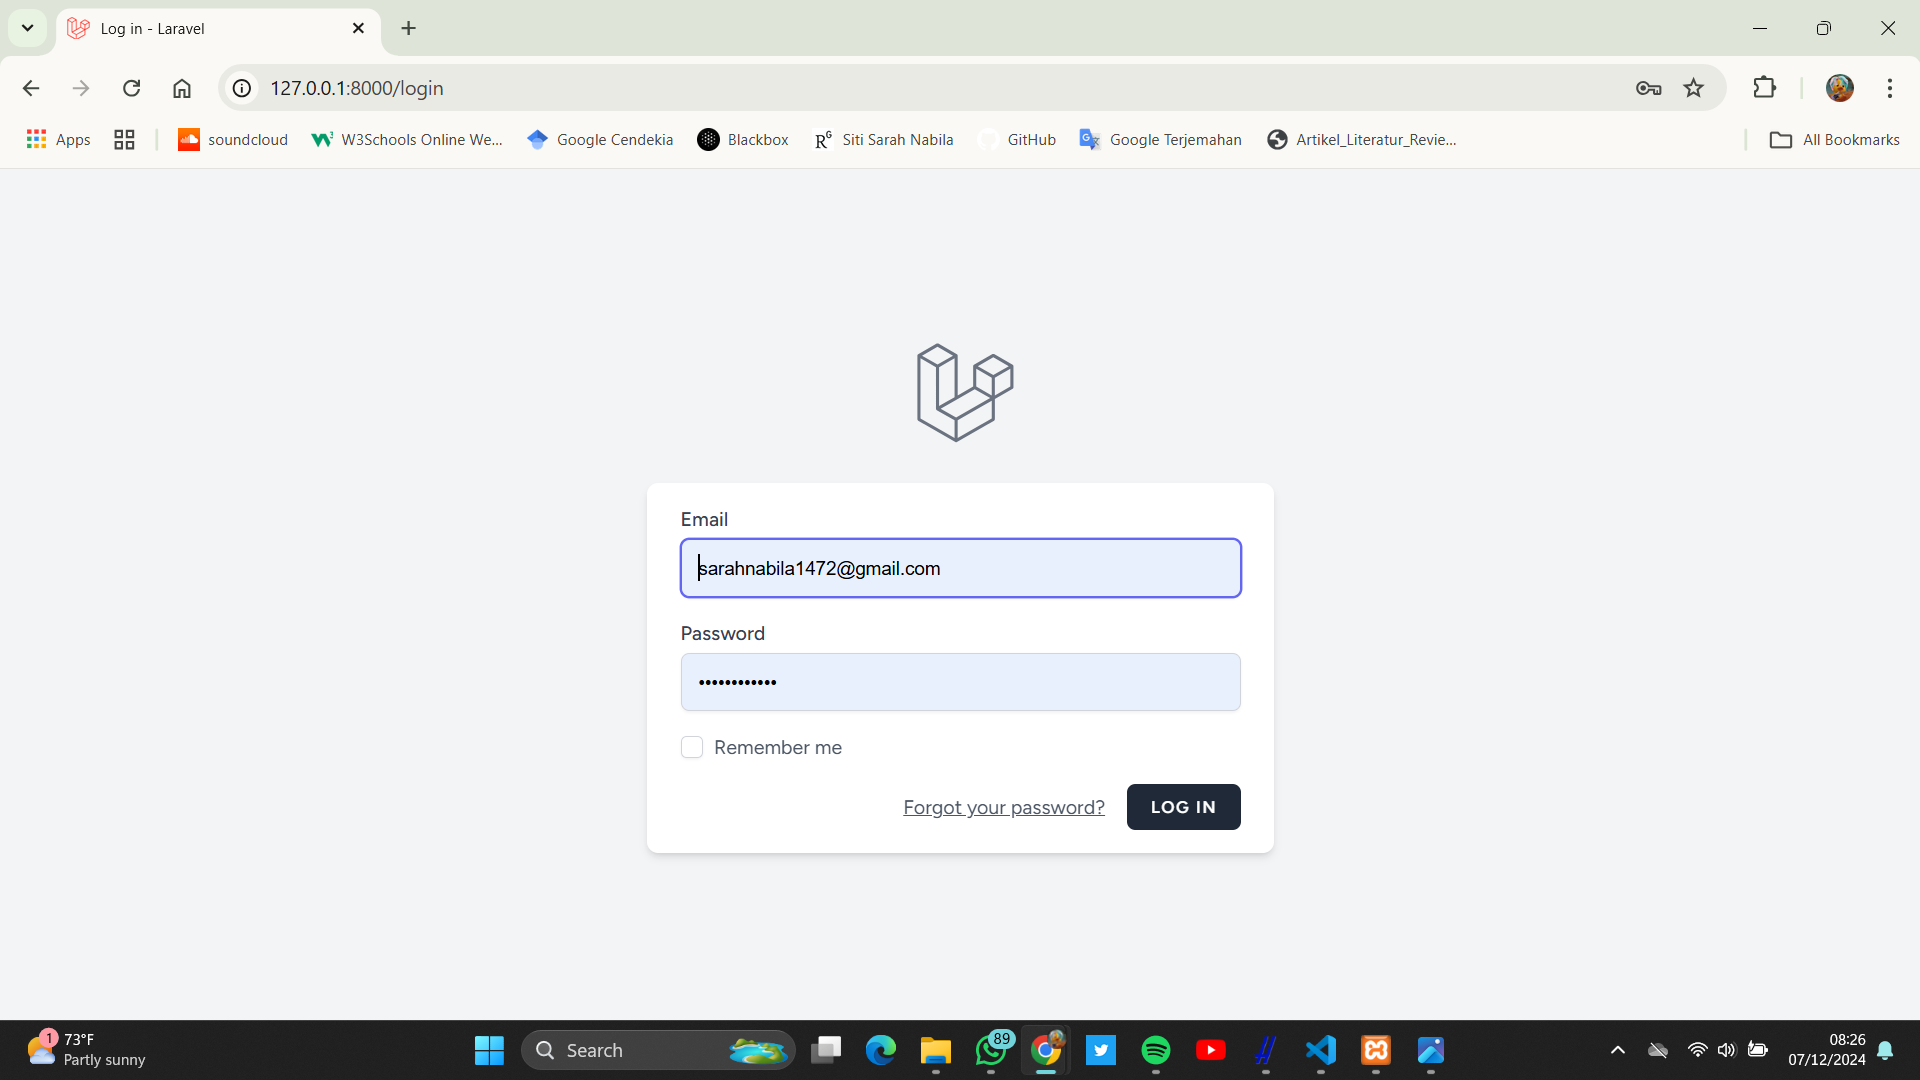 Log in - Laravel
127.0.0.1:8000/login
Apps
soundcloud
W3Schools Online We...
Google Cendekia
Blackbox
Siti Sarah Nabila
GitHub
Google Terjemahan
Artikel_Literatur_Revie...
All Bookmarks
Email
sarahnabila1472@gmail.com
Password
••••••••••••
Remember me
Forgot your password?
LOG IN
1
73°F
Partly sunny
Search
89
08:26
07/12/2024